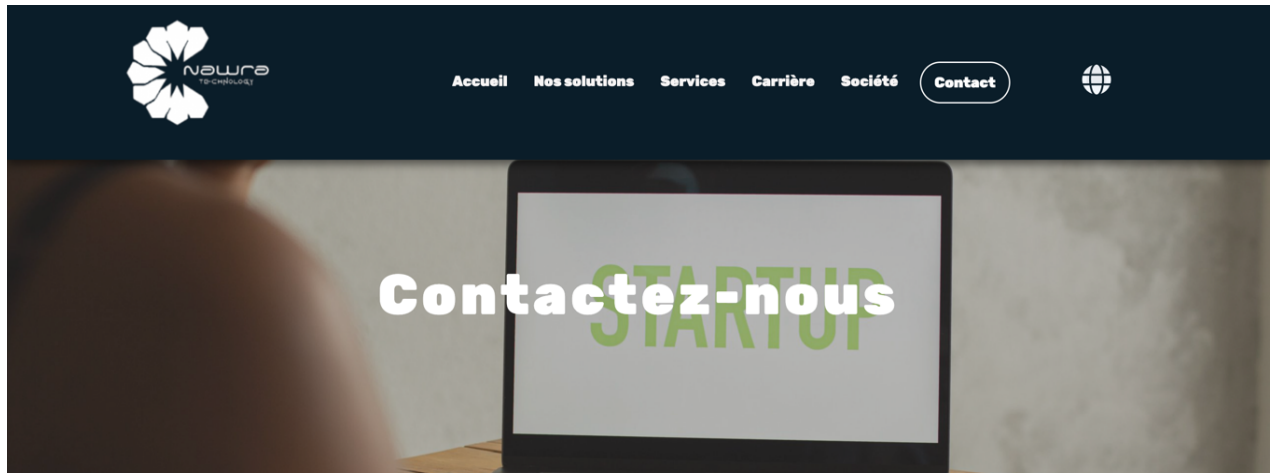 Nawra
TECHNOLOGY
Accueil Nos solutions Services Carrière Société Contact
STARTUP
Contactez-nous